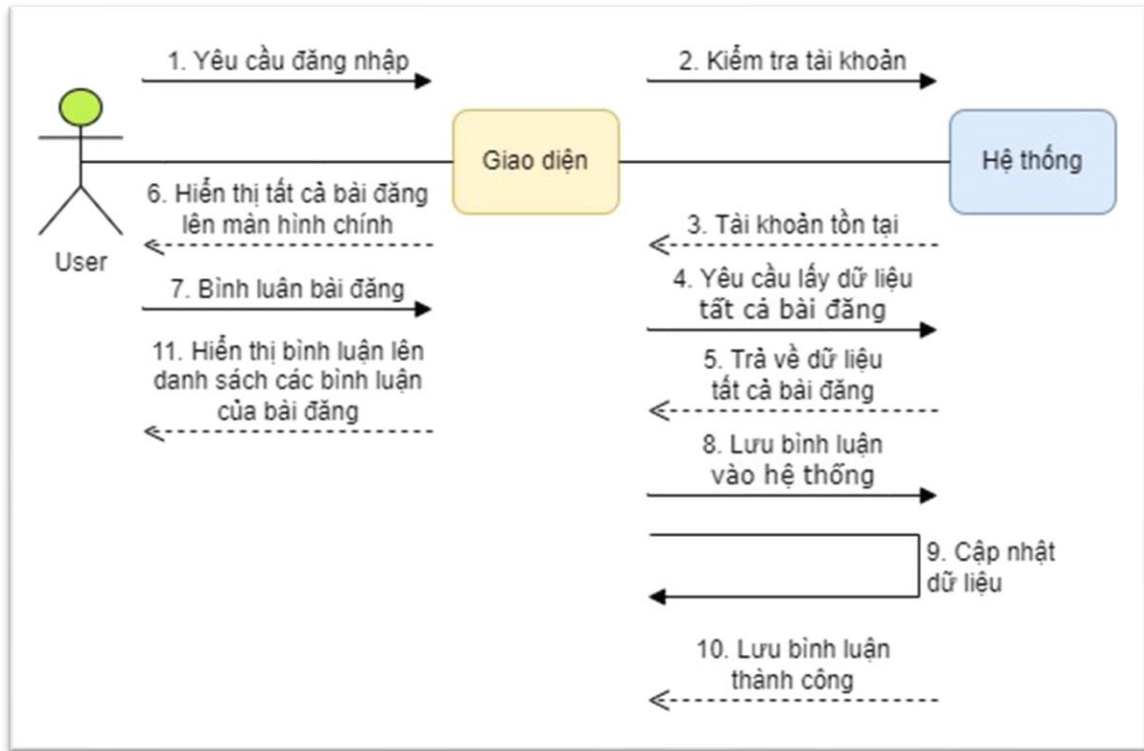 1. Yêu cầu đăng nhập
2. Kiểm tra tài khoản
Giao diện
Hệ thống
6. Hiển thị tất cả bài đăng
lên màn hình chính
3. Tài khoản tồn tại
User
7. Bình luân bài đăng
4. Yêu cầu lấy dữ liệu
tất cả bài đăng
11. Hiển thị bình luận lên
danh sách các bình luận
của bài đăng
5. Trả về dữ liệu
tất cả bài đăng
8. Lưu bình luận
vào hệ thống
9. Cập nhật
dữ liệu
10. Lưu bình luận
thành công